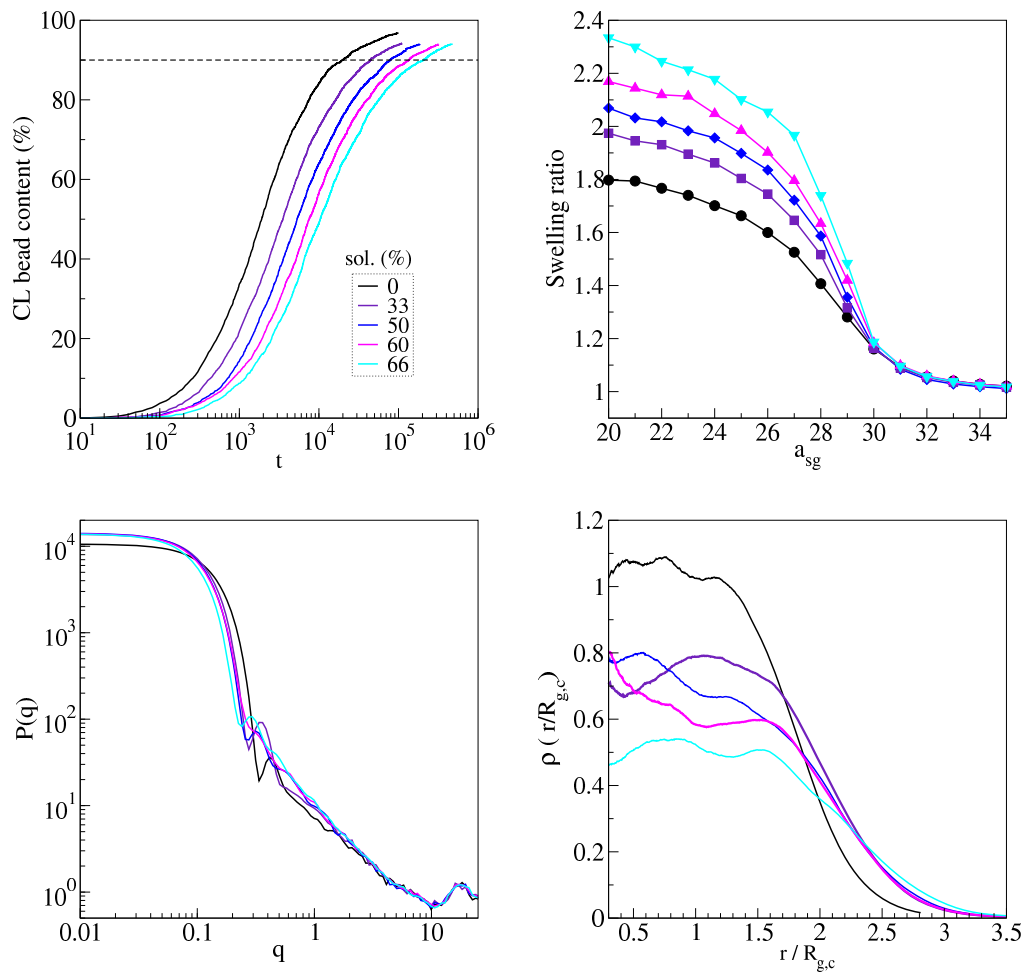 100
80
60
40
20
0
CL bead content (%)
sol. (%)
0
33
50
60
66
10^1 10^2 10^3 10^4 10^5 10^6
t
2.4
2.2
2
1.8
1.6
1.4
1.2
1
Swelling ratio
20 22 24 26 28 30 32 34
a_sg
10^4
10^3
10^2
10^1
10^0
P(q)
0.01 0.1 1 10
q
1.2
1
0.8
0.6
0.4
0.2
0
ρ ( r/R_g,c )
0.5 1 1.5 2 2.5 3 3.5
r / R_g,c